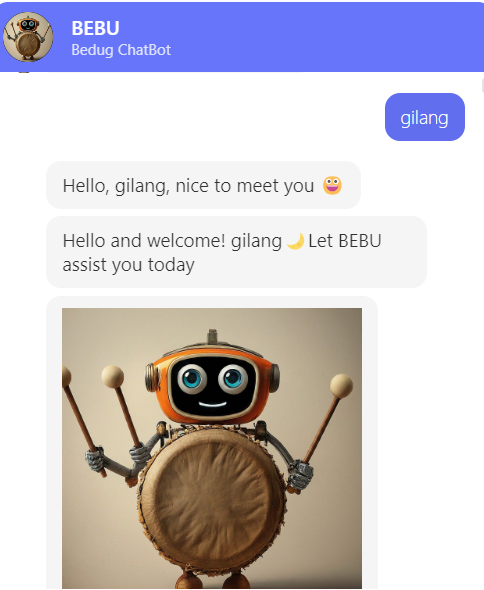 BEBU
Bedug ChatBot
gilang
Hello, gilang, nice to meet you 😀
Hello and welcome! gilang 🌙 Let BEBU
assist you today